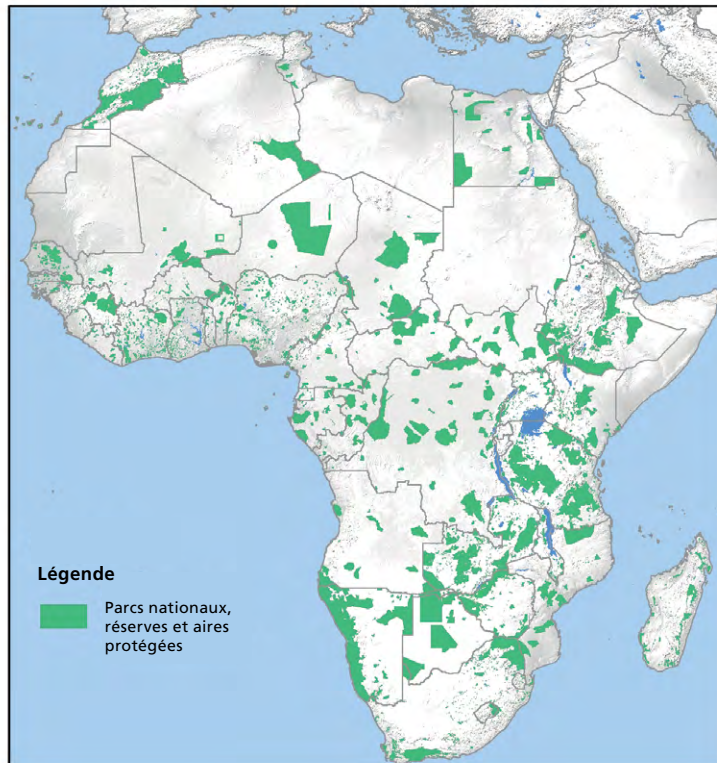 Légende
Parcs nationaux,
réserves et aires
protégées